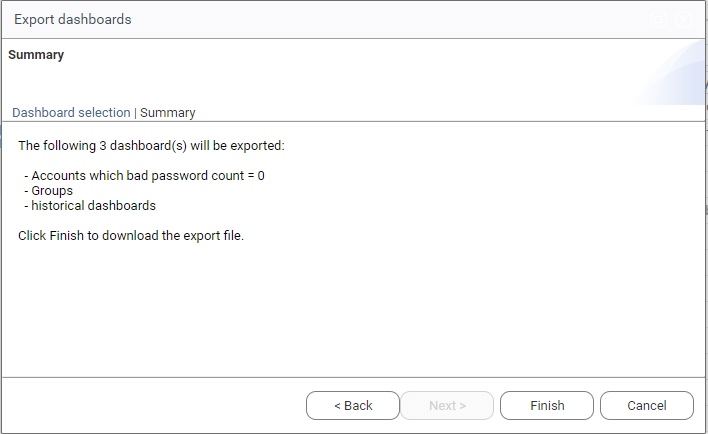 Export dashboards
Summary
Dashboard selection | Summary
The following 3 dashboard(s) will be exported:
- Accounts which bad password count = 0
- Groups
- historical dashboards
Click Finish to download the export file.
< Back
Next >
Finish
Cancel